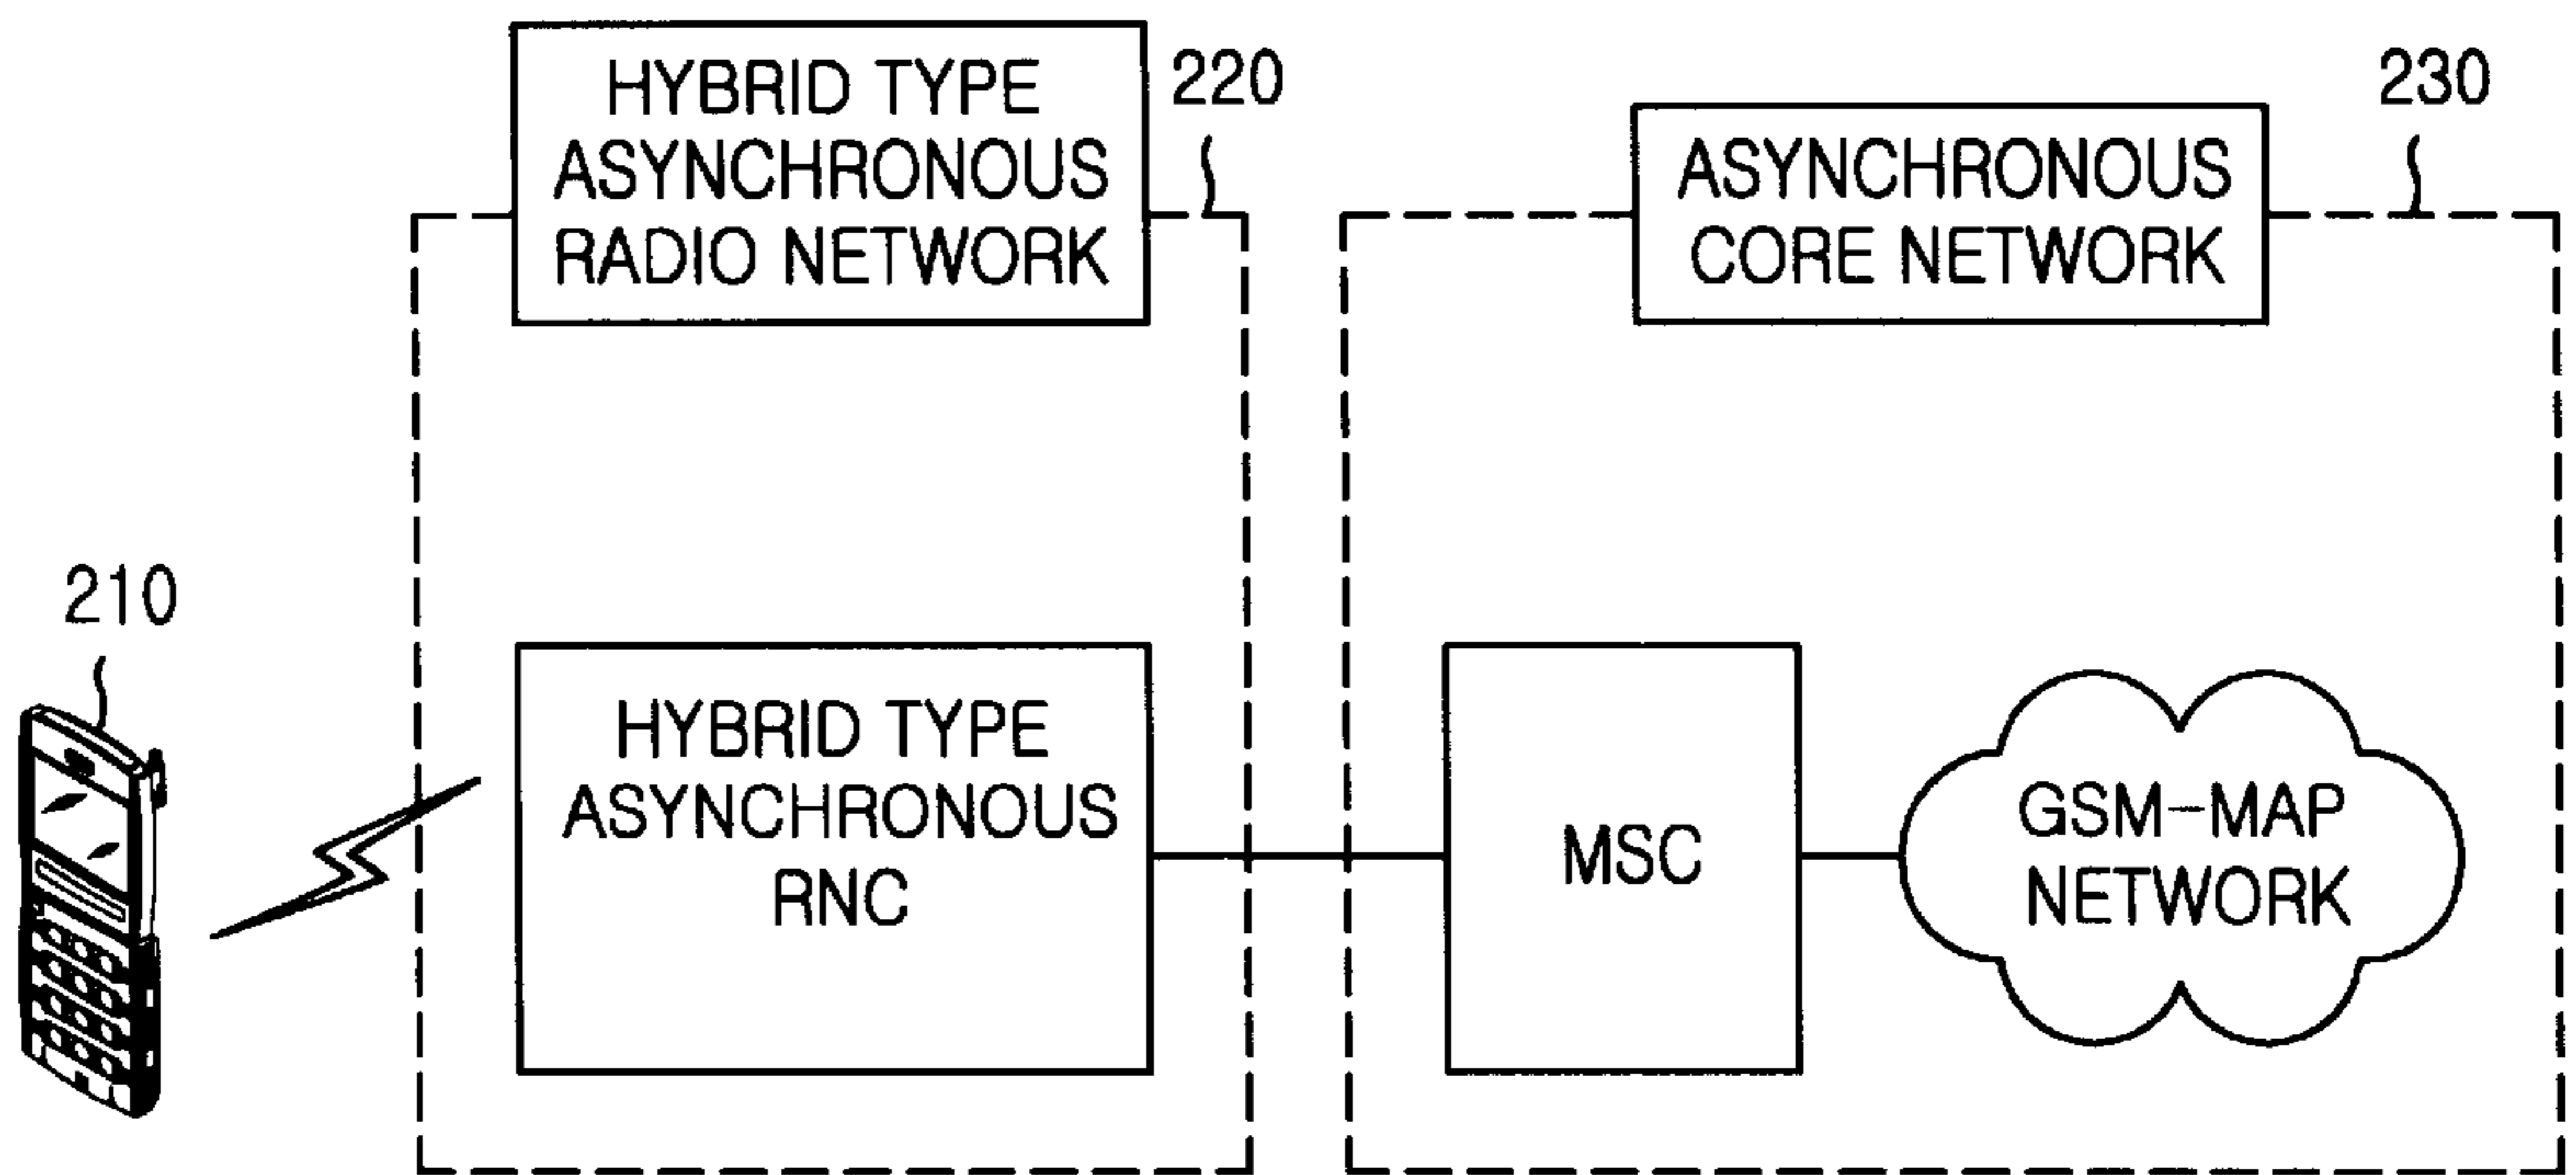 HYBRID TYPE
ASYNCHRONOUS
RADIO NETWORK
220
ASYNCHRONOUS
CORE NETWORK
230
210
HYBRID TYPE
ASYNCHRONOUS
RNC
MSC
GSM-MAP
NETWORK